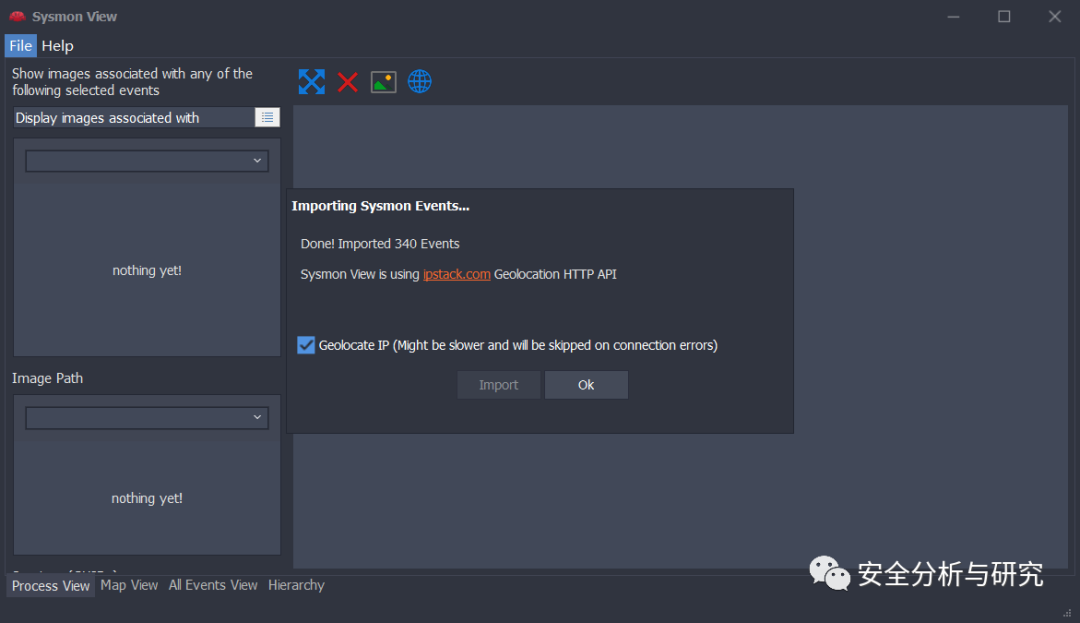 Sysmon View
File Help
Show images associated with any of the
following selected events
Display images associated with
nothing yet!
Importing Sysmon Events...
Done! Imported 340 Events
Sysmon View is using ipstack.com Geolocation HTTP API
Geolocate IP (Might be slower and will be skipped on connection errors)
Import Ok
Image Path
nothing yet!
Process View Map View All Events View Hierarchy
安全分析与研究